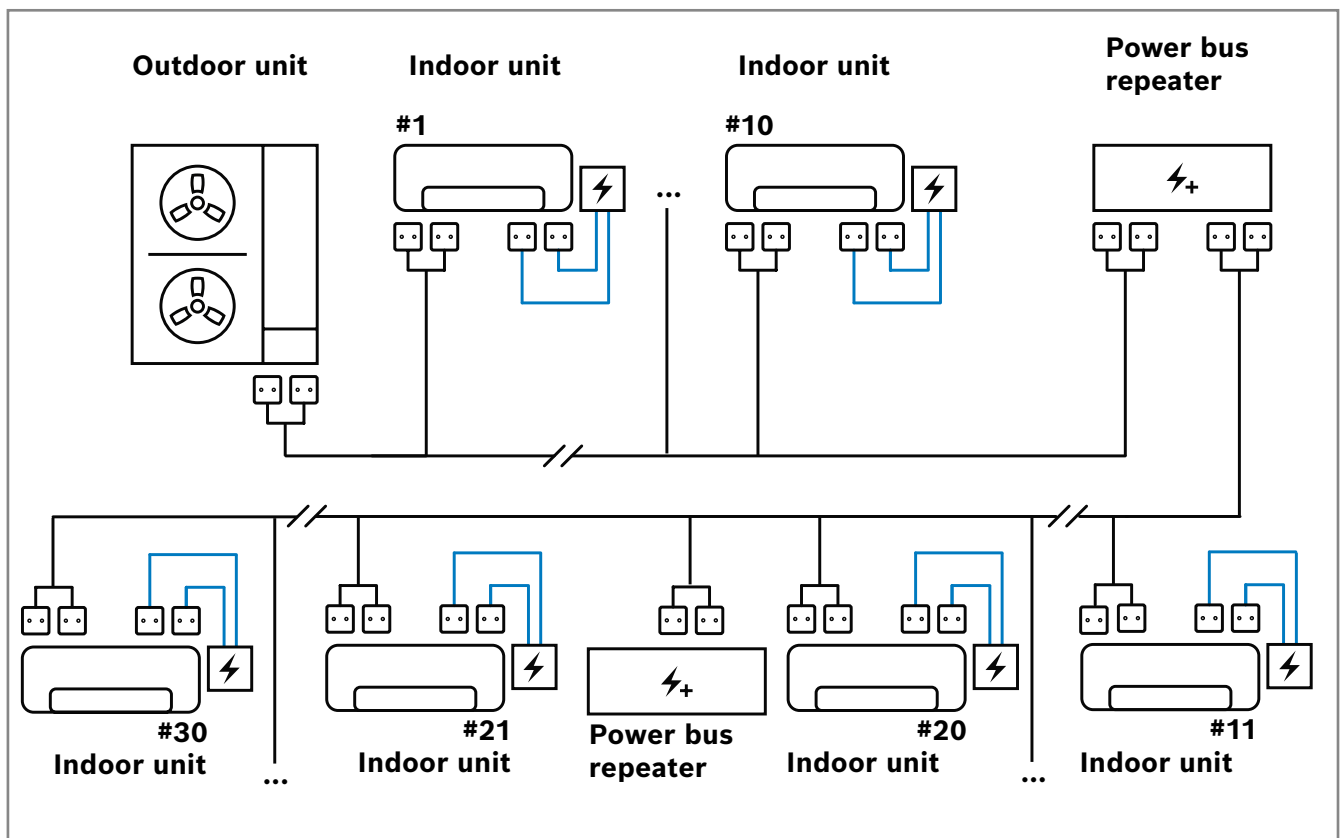 Outdoor unit
Indoor unit
Indoor unit
Power bus
repeater
#1
#10
...
+
...
...
+
#30
Indoor unit
#21
Indoor unit
Power bus
repeater
#20
Indoor unit
#11
Indoor unit